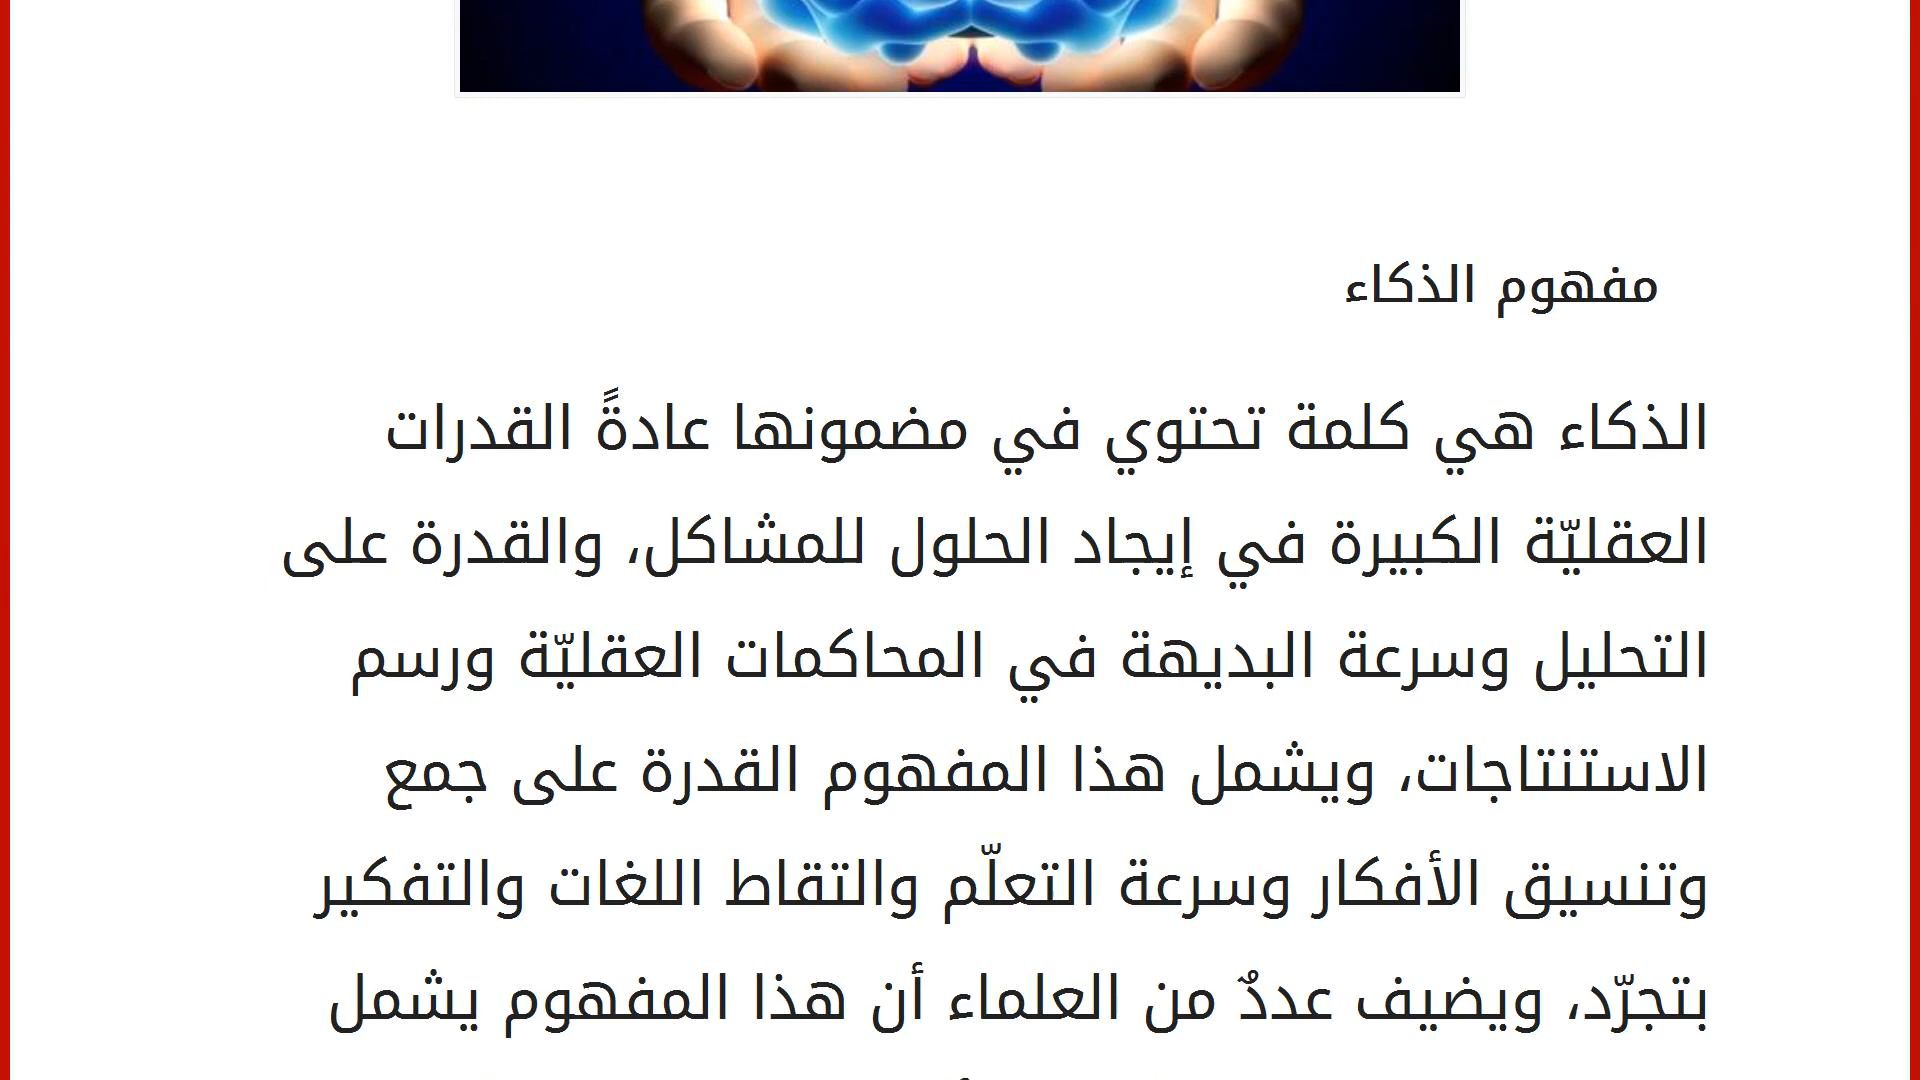 مفهوم الذكاء
الذكاء هي كلمة تحتوي في مضمونها عادةً القدرات
العقليّة الكبيرة في إيجاد الحلول للمشاكل، والقدرة على
التحليل وسرعة البديهة في المحاكمات العقليّة ورسم
الاستنتاجات، ويشمل هذا المفهوم القدرة على جمع
وتنسيق الأفكار وسرعة التعلّم والتقاط اللغات والتفكير
بتجرّد، ويضيف عددٌ من العلماء أن هذا المفهوم يشمل